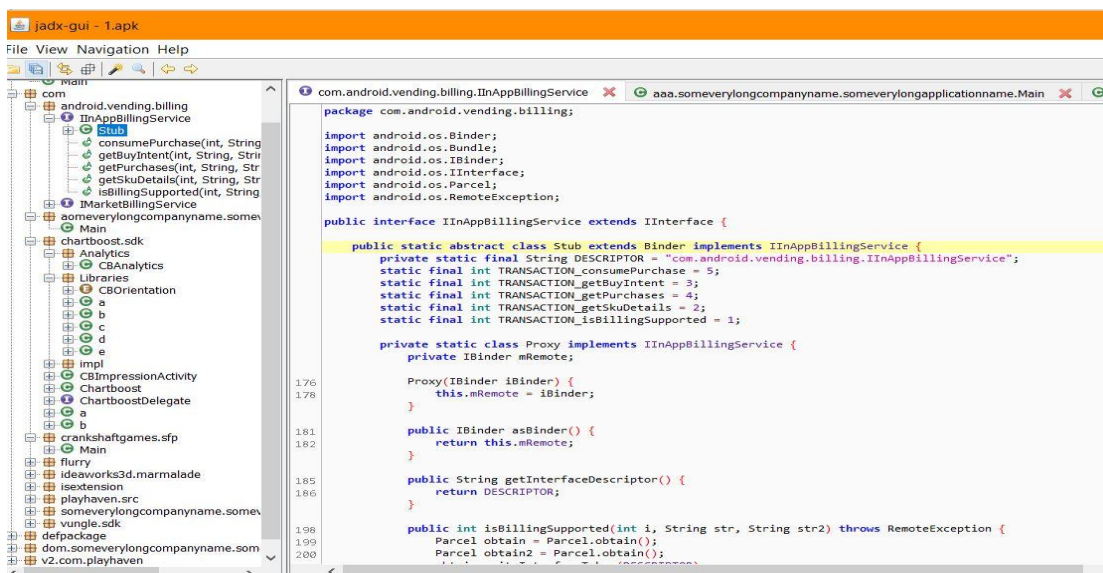 jadx-gui - 1.apk
File View Navigation Help
Main
com
android.vending.billing
IInAppBillingService
Stub
consumePurchase(int, String
getBuyIntent(int, String, Strin
getPurchases(int, String, Str
getSkuDetails(int, String, Str
isBillingSupported(int, String
IMarketBillingService
aomeverylongcompanyname.somev
Main
chartboost.sdk
Analytics
CBAnalytics
Libraries
CBOrientation
a
b
c
d
e
impl
CBImpressionActivity
Chartboost
ChartboostDelegate
a
b
crankshaftgames.sfp
Main
flurry
ideaworks3d.marmalade
isextension
playhaven.src
someverylongcompanyname.somev
vungle.sdk
defpackage
dom.someverylongcompanyname.som
v2.com.playhaven
com.android.vending.billing.IInAppBillingService aaa.someverylongcompanyname.someverylongapplicationname.Main
package com.android.vending.billing;
import android.os.Binder;
import android.os.Bundle;
import android.os.IBinder;
import android.os.IInterface;
import android.os.Parcel;
import android.os.RemoteException;
public interface IInAppBillingService extends IInterface {
public static abstract class Stub extends Binder implements IInAppBillingService {
private static final String DESCRIPTOR = "com.android.vending.billing.IInAppBillingService";
static final int TRANSACTION_consumePurchase = 5;
static final int TRANSACTION_getBuyIntent = 3;
static final int TRANSACTION_getPurchases = 4;
static final int TRANSACTION_getSkuDetails = 2;
static final int TRANSACTION_isBillingSupported = 1;
private static class Proxy implements IInAppBillingService {
private IBinder mRemote;
176 Proxy(IBinder iBinder) {
178 this.mRemote = iBinder;
}
181 public IBinder asBinder() {
182 return this.mRemote;
}
185 public String getInterfaceDescriptor() {
186 return DESCRIPTOR;
}
198 public int isBillingSupported(int i, String str, String str2) throws RemoteException {
199 Parcel obtain = Parcel.obtain();
200 Parcel obtain2 = Parcel.obtain();